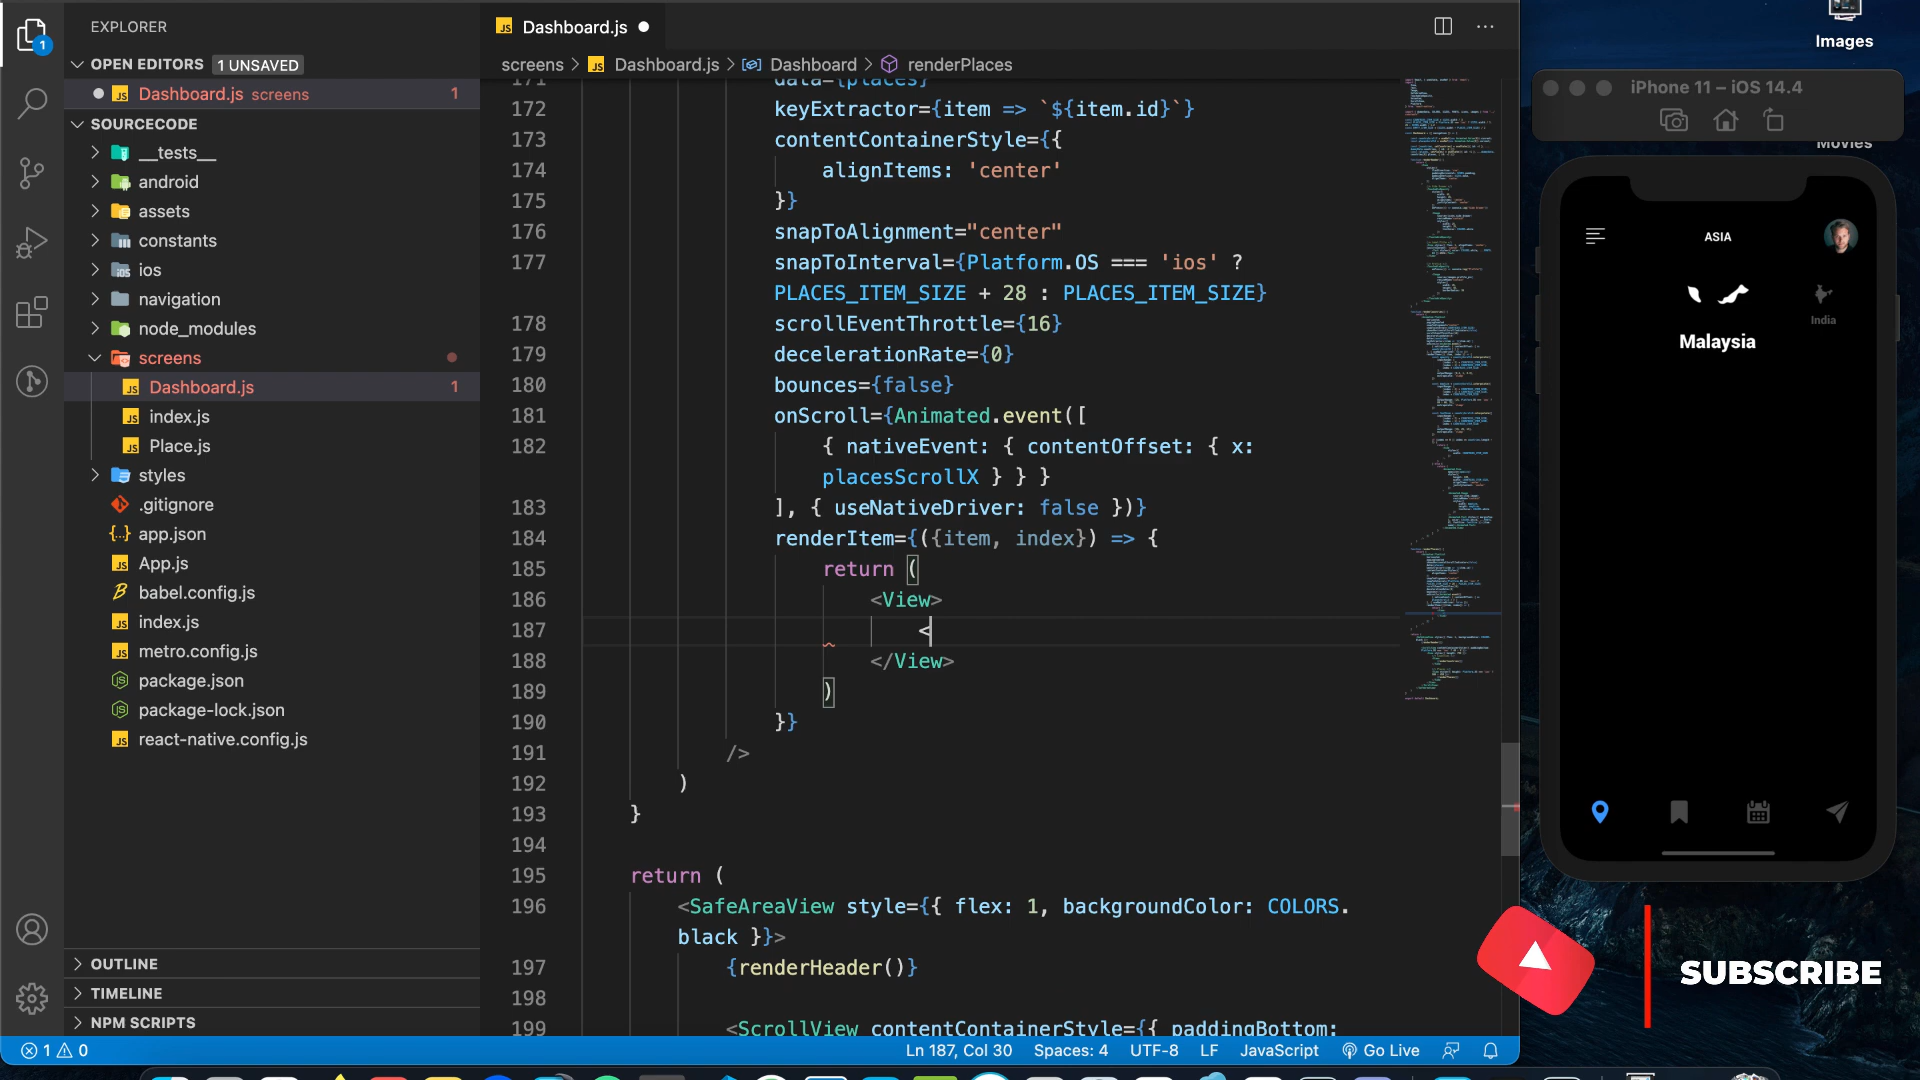 EXPLORER
OPEN EDITORS 1 UNSAVED
Dashboard.js screens 1
SOURCECODE
__tests__
android
assets
constants
ios
navigation
node_modules
screens
Dashboard.js 1
index.js
Place.js
styles
.gitignore
app.json
App.js
babel.config.js
index.js
metro.config.js
package.json
package-lock.json
react-native.config.js
OUTLINE
TIMELINE
NPM SCRIPTS
Dashboard.js
screens > Dashboard.js > Dashboard > renderPlaces
171 data={places}
172 keyExtractor={item => `${item.id}`}
173 contentContainerStyle={{
174 alignItems: 'center'
175 }}
176 snapToAlignment="center"
177 snapToInterval={Platform.OS === 'ios' ?
PLACES_ITEM_SIZE + 28 : PLACES_ITEM_SIZE}
178 scrollEventThrottle={16}
179 decelerationRate={0}
180 bounces={false}
181 onScroll={Animated.event([
182 { nativeEvent: { contentOffset: { x:
placesScrollX } } }
183 ], { useNativeDriver: false })}
184 renderItem={({item, index}) => {
185 return (
186 <View>
187 <
188 </View>
189 )
190 }}
191 />
192 )
193 }
194
195 return (
196 <SafeAreaView style={{ flex: 1, backgroundColor: COLORS.
black }}>
197 {renderHeader()}
198
199 <ScrollView contentContainerStyle={{ paddingBottom:
1 0
Ln 187, Col 30 Spaces: 4 UTF-8 LF JavaScript Go Live
Images
iPhone 11 – iOS 14.4
Movies
ASIA
Malaysia
India
SUBSCRIBE